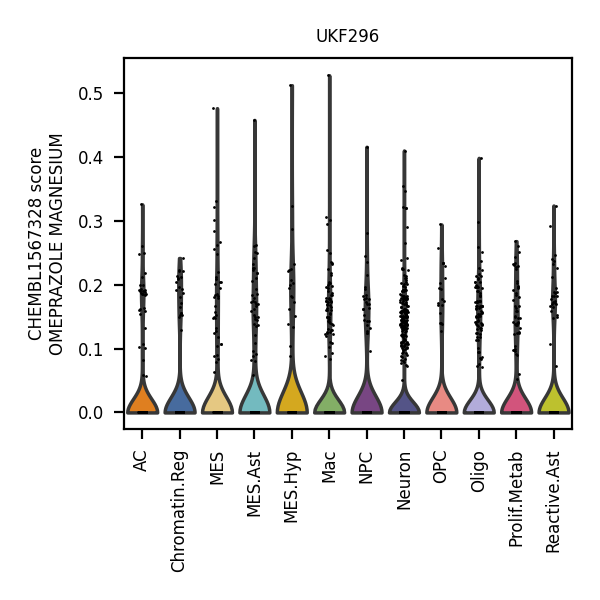 UKF296
CHEMBL1567328 score
OMEPRAZOLE MAGNESIUM
0.5
0.4
0.3
0.2
0.1
0.0
AC
Chromatin.Reg
MES
MES.Ast
MES.Hyp
Mac
NPC
Neuron
OPC
Oligo
Prolif.Metab
Reactive.Ast